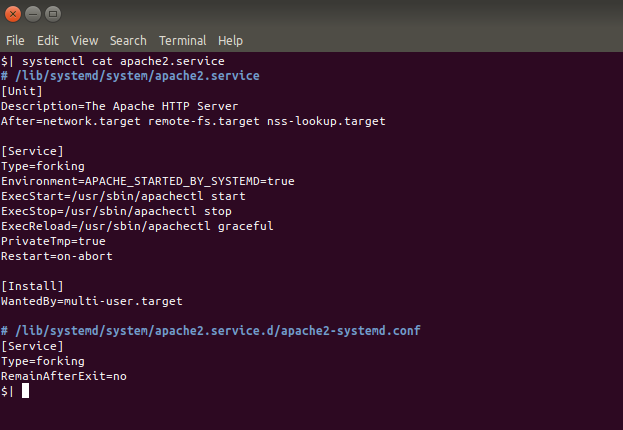 File Edit View Search Terminal Help
$| systemctl cat apache2.service
# /lib/systemd/system/apache2.service
[Unit]
Description=The Apache HTTP Server
After=network.target remote-fs.target nss-lookup.target

[Service]
Type=forking
Environment=APACHE_STARTED_BY_SYSTEMD=true
ExecStart=/usr/sbin/apachectl start
ExecStop=/usr/sbin/apachectl stop
ExecReload=/usr/sbin/apachectl graceful
PrivateTmp=true
Restart=on-abort

[Install]
WantedBy=multi-user.target

# /lib/systemd/system/apache2.service.d/apache2-systemd.conf
[Service]
Type=forking
RemainAfterExit=no
$|